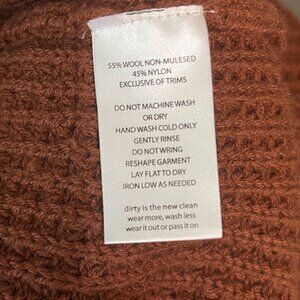 55% WOOL NON-MULESED
45% NYLON
EXCLUSIVE OF TRIMS
DO NOT MACHINE WASH
OR DRY
HAND WASH COLD ONLY
GENTLY RINSE
DO NOT WRING
RESHAPE GARMENT
LAY FLAT TO DRY
IRON LOW AS NEEDED
dirty is the new clean
wear more, wash less
wear it out or pass it on